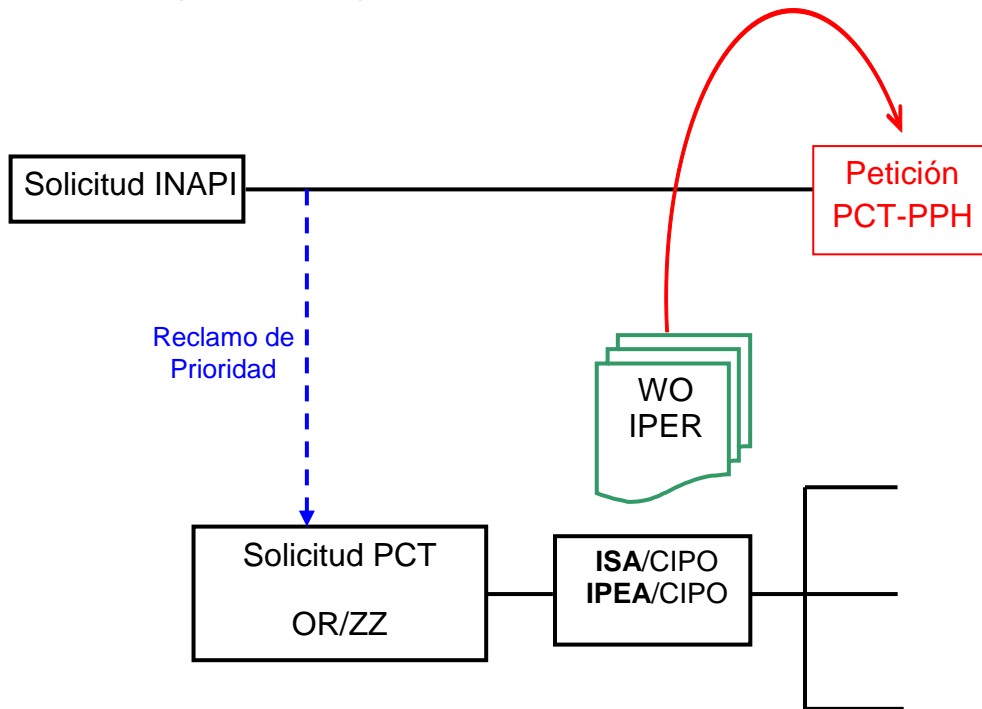 Solicitud INAPI
Petición
PCT-PPH
Reclamo de
Prioridad
WO
IPER
Solicitud PCT
OR/ZZ
ISA/CIPO
IPEA/CIPO